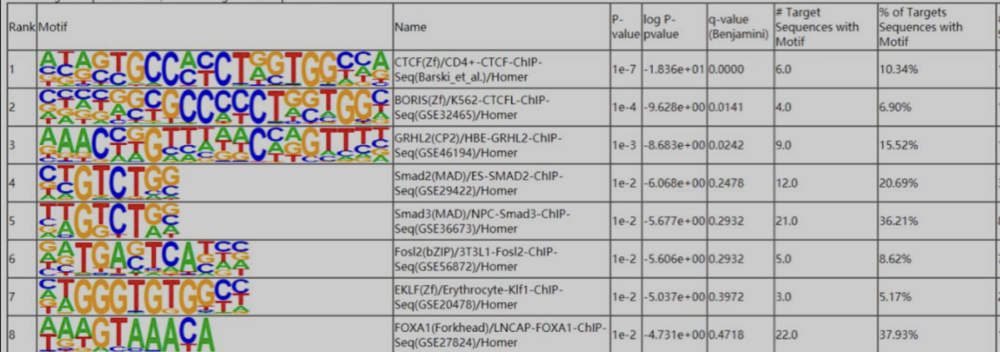 Rank Motif Name P-value log P-pvalue q-value (Benjamini) # Target Sequences with Motif % of Targets Sequences with Motif
1 CTCF(Zf)/CD4+-CTCF-ChIP-Seq(Barski_et_al.)/Homer 1e-7 -1.836e+01 0.0000 6.0 10.34%
2 BORIS(Zf)/K562-CTCFL-ChIP-Seq(GSE32465)/Homer 1e-4 -9.628e+00 0.0141 4.0 6.90%
3 GRHL2(CP2)/HBE-GRHL2-ChIP-Seq(GSE46194)/Homer 1e-3 -8.683e+00 0.0242 9.0 15.52%
4 Smad2(MAD)/ES-SMAD2-ChIP-Seq(GSE29422)/Homer 1e-2 -6.068e+00 0.2478 12.0 20.69%
5 Smad3(MAD)/NPC-Smad3-ChIP-Seq(GSE36673)/Homer 1e-2 -5.677e+00 0.2932 21.0 36.21%
6 Fosl2(bZIP)/3T3L1-Fosl2-ChIP-Seq(GSE56872)/Homer 1e-2 -5.606e+00 0.2932 5.0 8.62%
7 EKLF(Zf)/Erythrocyte-Klf1-ChIP-Seq(GSE20478)/Homer 1e-2 -5.037e+00 0.3972 3.0 5.17%
8 FOXA1(Forkhead)/LNCAP-FOXA1-ChIP-Seq(GSE27824)/Homer 1e-2 -4.731e+00 0.4718 22.0 37.93%